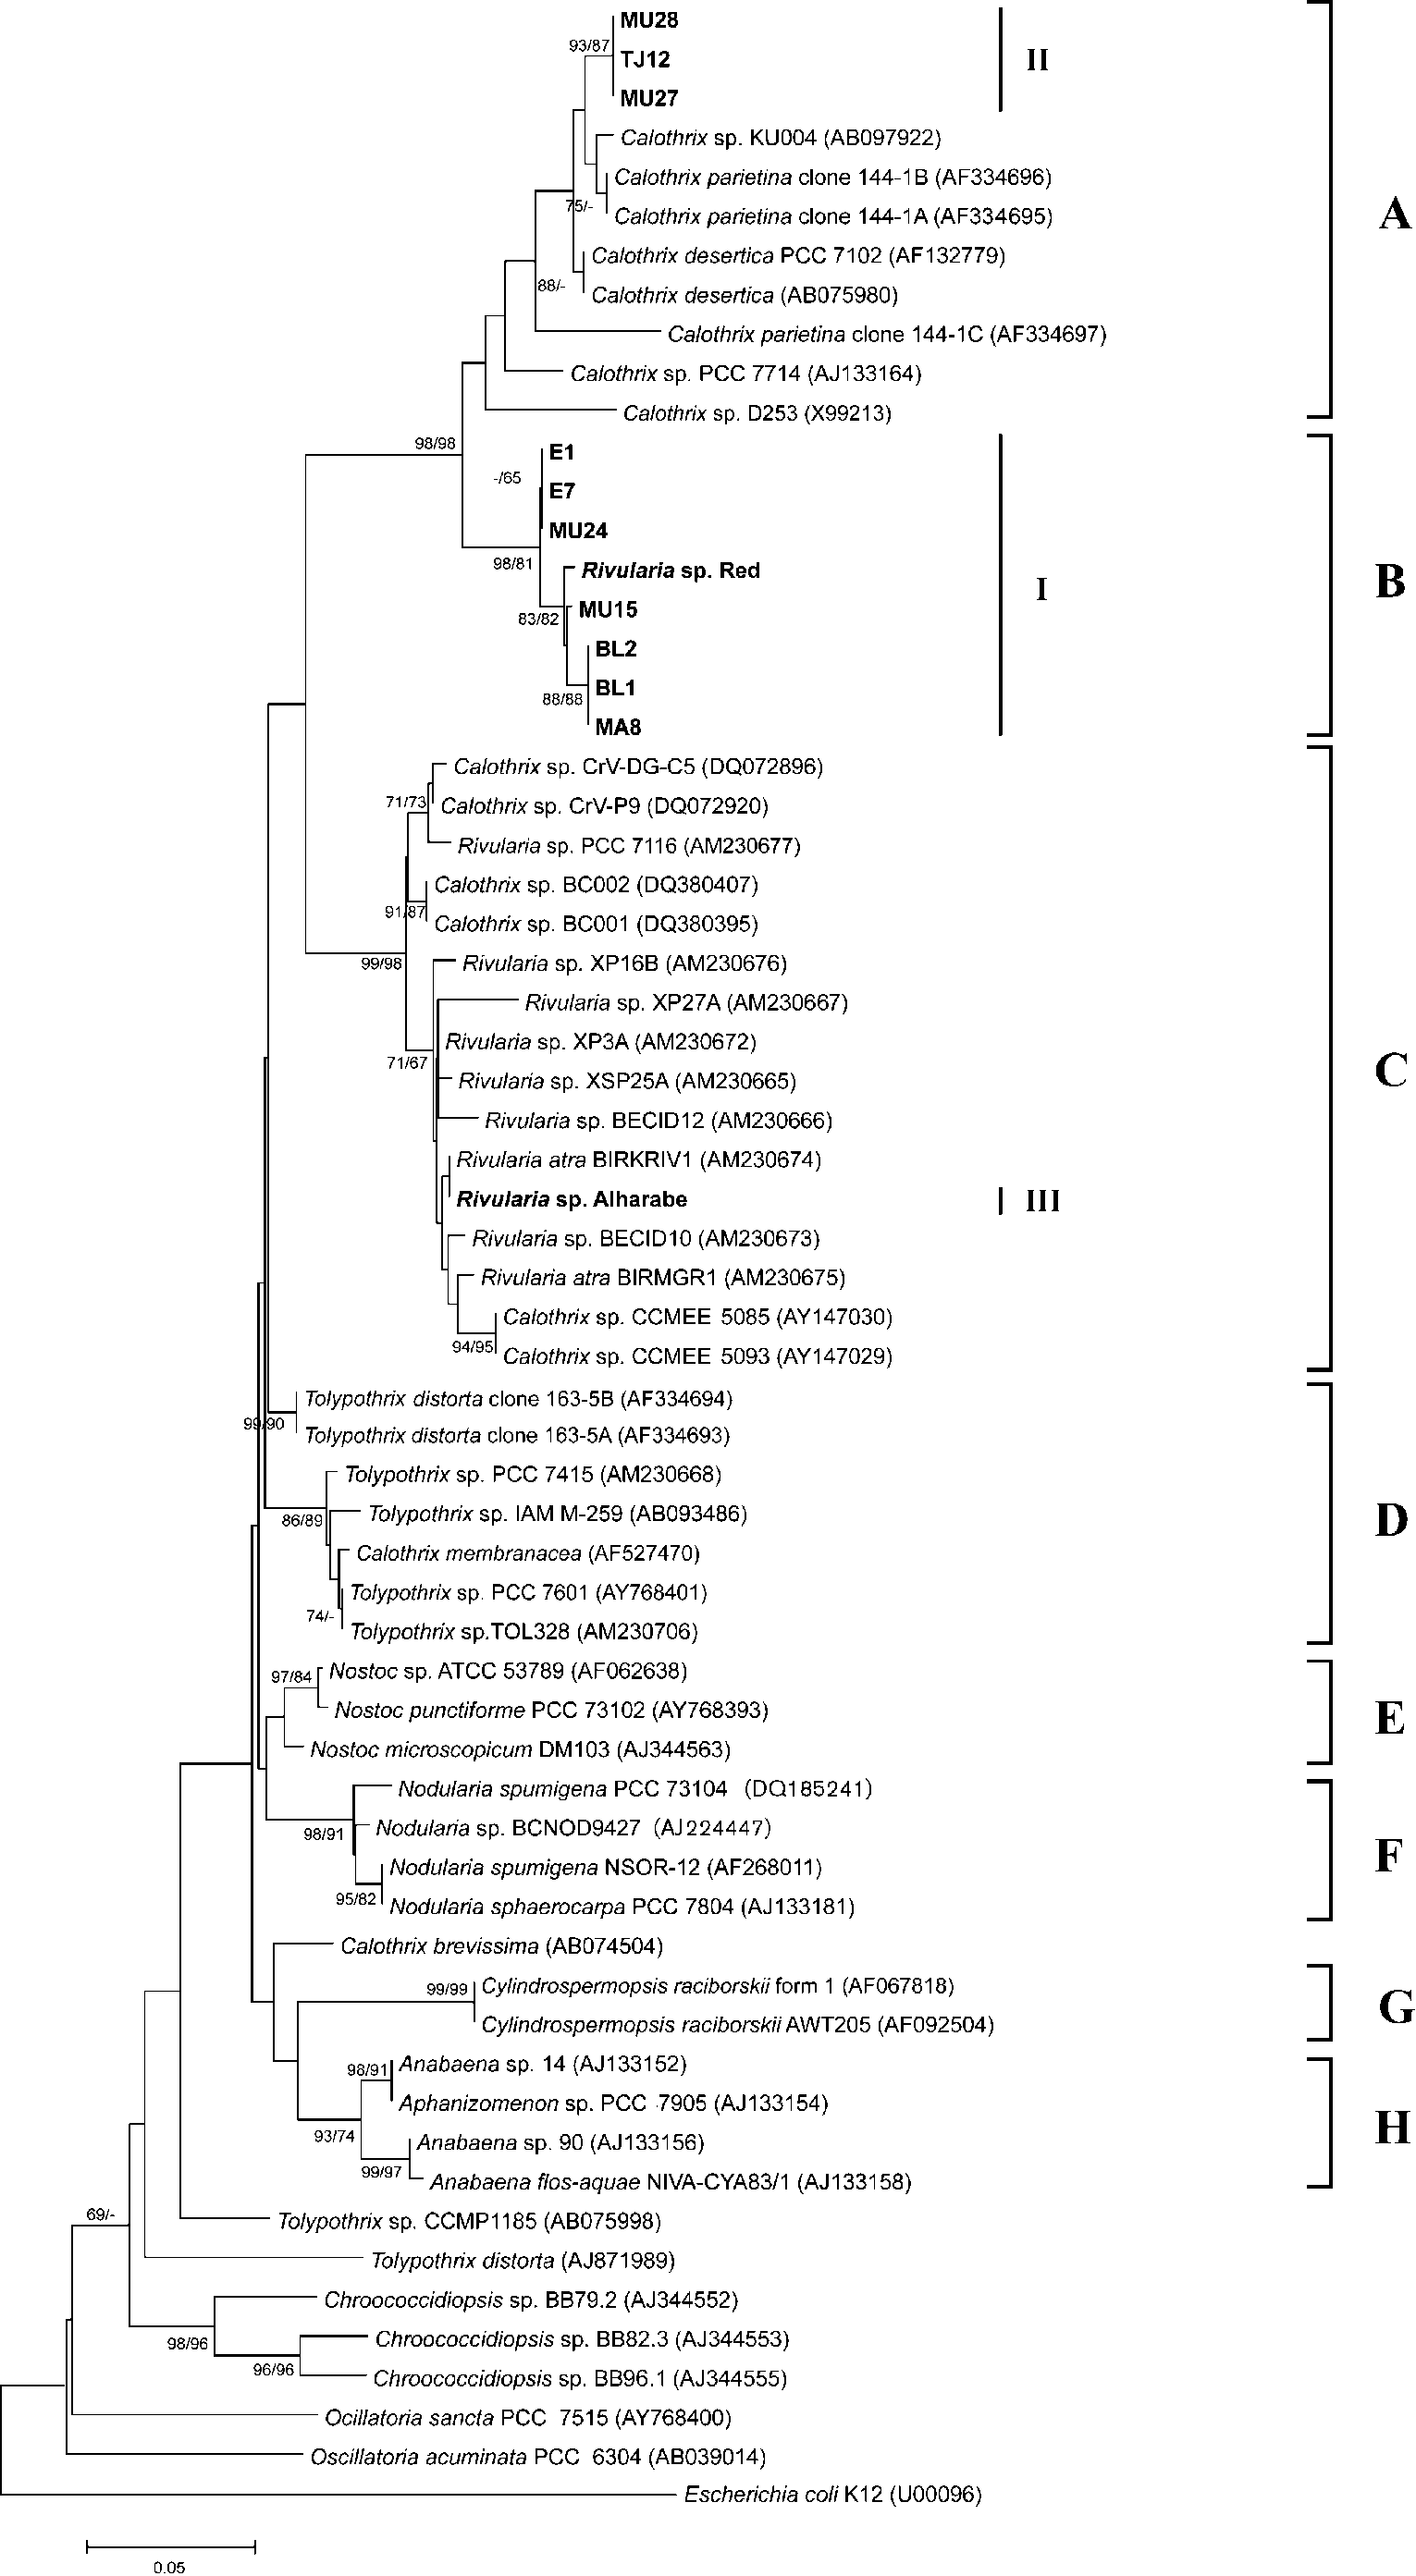 MU28
93/87
TJ12
II
MU27
Calothrix sp. KU004 (AB097922)
Calothrix parietina clone 144-1B (AF334696)
75/-
Calothrix parietina clone 144-1A (AF334695)
A
Calothrix desertica PCC 7102 (AF132779)
88/-
Calothrix desertica (AB075980)
Calothrix parietina clone 144-1C (AF334697)
Calothrix sp. PCC 7714 (AJ133164)
Calothrix sp. D253 (X99213)
98/98
E1
-/65
E7
MU24
98/81
Rivularia sp. Red
I
B
MU15
83/82
BL2
BL1
88/88
MA8
Calothrix sp. CrV-DG-C5 (DQ072896)
71/73
Calothrix sp. CrV-P9 (DQ072920)
Rivularia sp. PCC 7116 (AM230677)
Calothrix sp. BC002 (DQ380407)
91/87
Calothrix sp. BC001 (DQ380395)
99/98
Rivularia sp. XP16B (AM230676)
Rivularia sp. XP27A (AM230667)
Rivularia sp. XP3A (AM230672)
71/67
C
Rivularia sp. XSP25A (AM230665)
Rivularia sp. BECID12 (AM230666)
Rivularia atra BIRKRIV1 (AM230674)
Rivularia sp. Alharabe
III
Rivularia sp. BECID10 (AM230673)
Rivularia atra BIRMGR1 (AM230675)
Calothrix sp. CCMEE 5085 (AY147030)
94/95
Calothrix sp. CCMEE 5093 (AY147029)
Tolypothrix distorta clone 163-5B (AF334694)
99/90
Tolypothrix distorta clone 163-5A (AF334693)
Tolypothrix sp. PCC 7415 (AM230668)
Tolypothrix sp. IAM M-259 (AB093486)
86/89
D
Calothrix membranacea (AF527470)
Tolypothrix sp. PCC 7601 (AY768401)
74/-
Tolypothrix sp.TOL328 (AM230706)
Nostoc sp. ATCC 53789 (AF062638)
97/84
Nostoc punctiforme PCC 73102 (AY768393)
E
Nostoc microscopicum DM103 (AJ344563)
Nodularia spumigena PCC 73104 (DQ185241)
Nodularia sp. BCNOD9427 (AJ224447)
98/91
F
Nodularia spumigena NSOR-12 (AF268011)
95/82
Nodularia sphaerocarpa PCC 7804 (AJ133181)
Calothrix brevissima (AB074504)
99/99
Cylindrospermopsis raciborskii form 1 (AF067818)
G
Cylindrospermopsis raciborskii AWT205 (AF092504)
98/91
Anabaena sp. 14 (AJ133152)
Aphanizomenon sp. PCC 7905 (AJ133154)
93/74
H
Anabaena sp. 90 (AJ133156)
99/97
Anabaena flos-aquae NIVA-CYA83/1 (AJ133158)
69/-
Tolypothrix sp. CCMP1185 (AB075998)
Tolypothrix distorta (AJ871989)
Chroococcidiopsis sp. BB79.2 (AJ344552)
98/96
Chroococcidiopsis sp. BB82.3 (AJ344553)
96/96
Chroococcidiopsis sp. BB96.1 (AJ344555)
Ocillatoria sancta PCC 7515 (AY768400)
Oscillatoria acuminata PCC 6304 (AB039014)
Escherichia coli K12 (U00096)
0.05